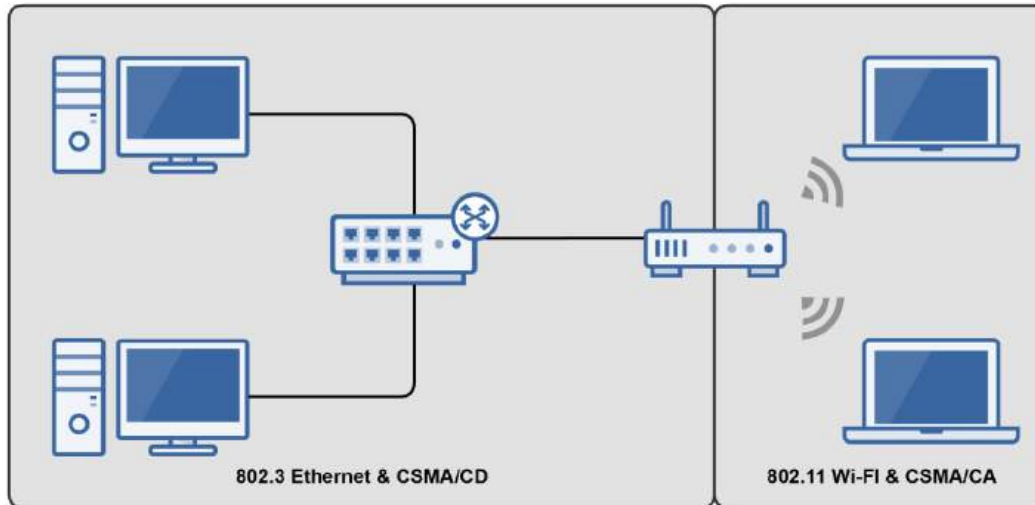 802.3 Ethernet & CSMA/CD
802.11 Wi-FI & CSMA/CA